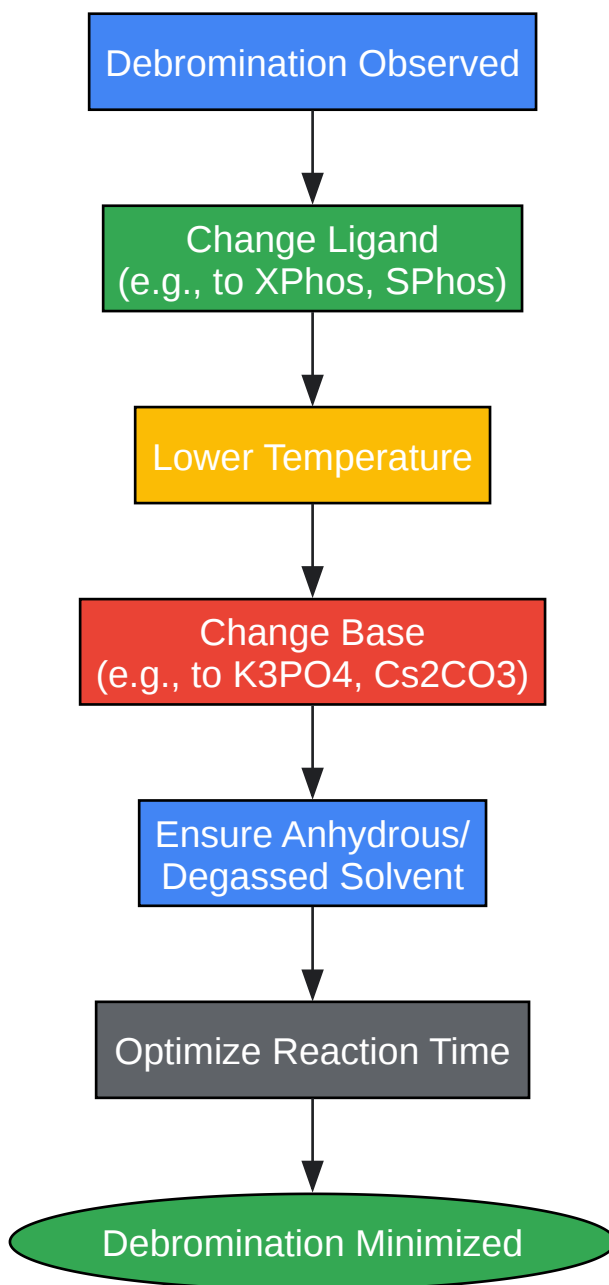 Debromination Observed
Change Ligand
(e.g., to XPhos, SPhos)
Lower Temperature
Change Base
(e.g., to K3PO4, Cs2CO3)
Ensure Anhydrous/
Degassed Solvent
Optimize Reaction Time
Debromination Minimized